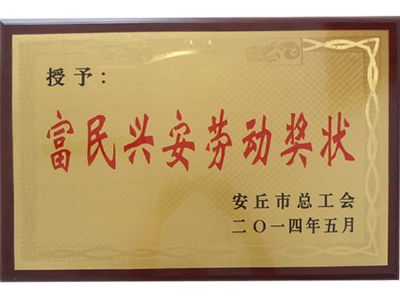 授予：
富民兴安劳动奖状
安丘市总工会
二〇一四年五月